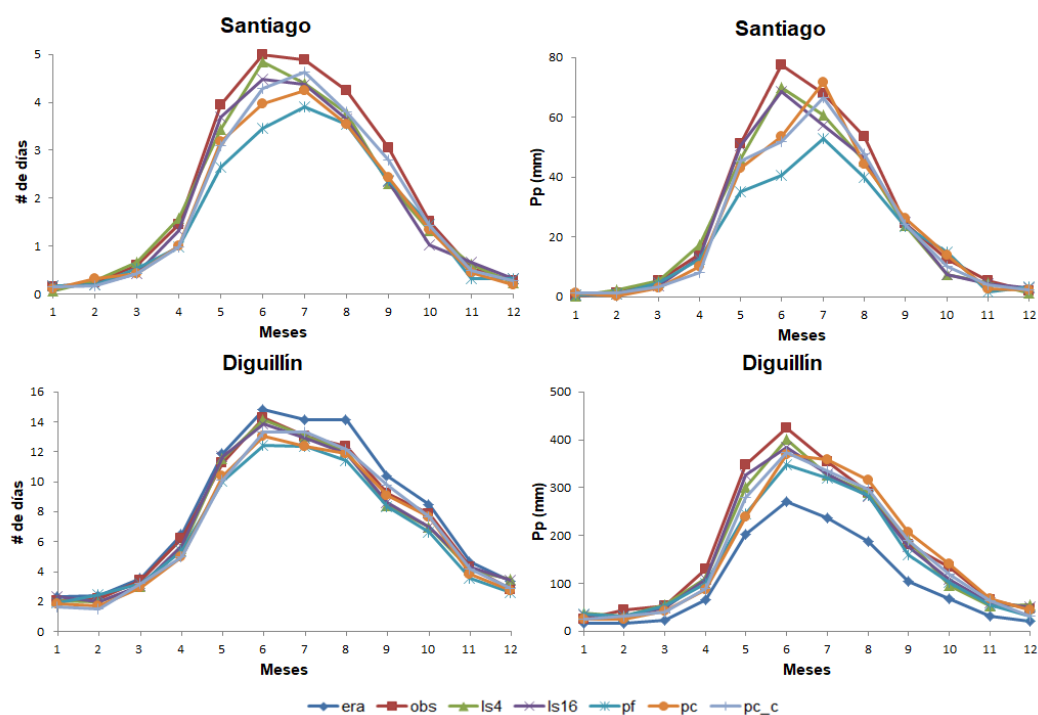 Santiago
# de días
5
4
3
2
1
0
1 2 3 4 5 6 7 8 9 10 11 12
Meses
Santiago
Pp (mm)
80
60
40
20
0
1 2 3 4 5 6 7 8 9 10 11 12
Meses
Diguillín
# de días
16
14
12
10
8
6
4
2
0
1 2 3 4 5 6 7 8 9 10 11 12
Meses
Diguillín
Pp (mm)
500
400
300
200
100
0
1 2 3 4 5 6 7 8 9 10 11 12
Meses
era obs ls4 ls16 pf pc pc_c